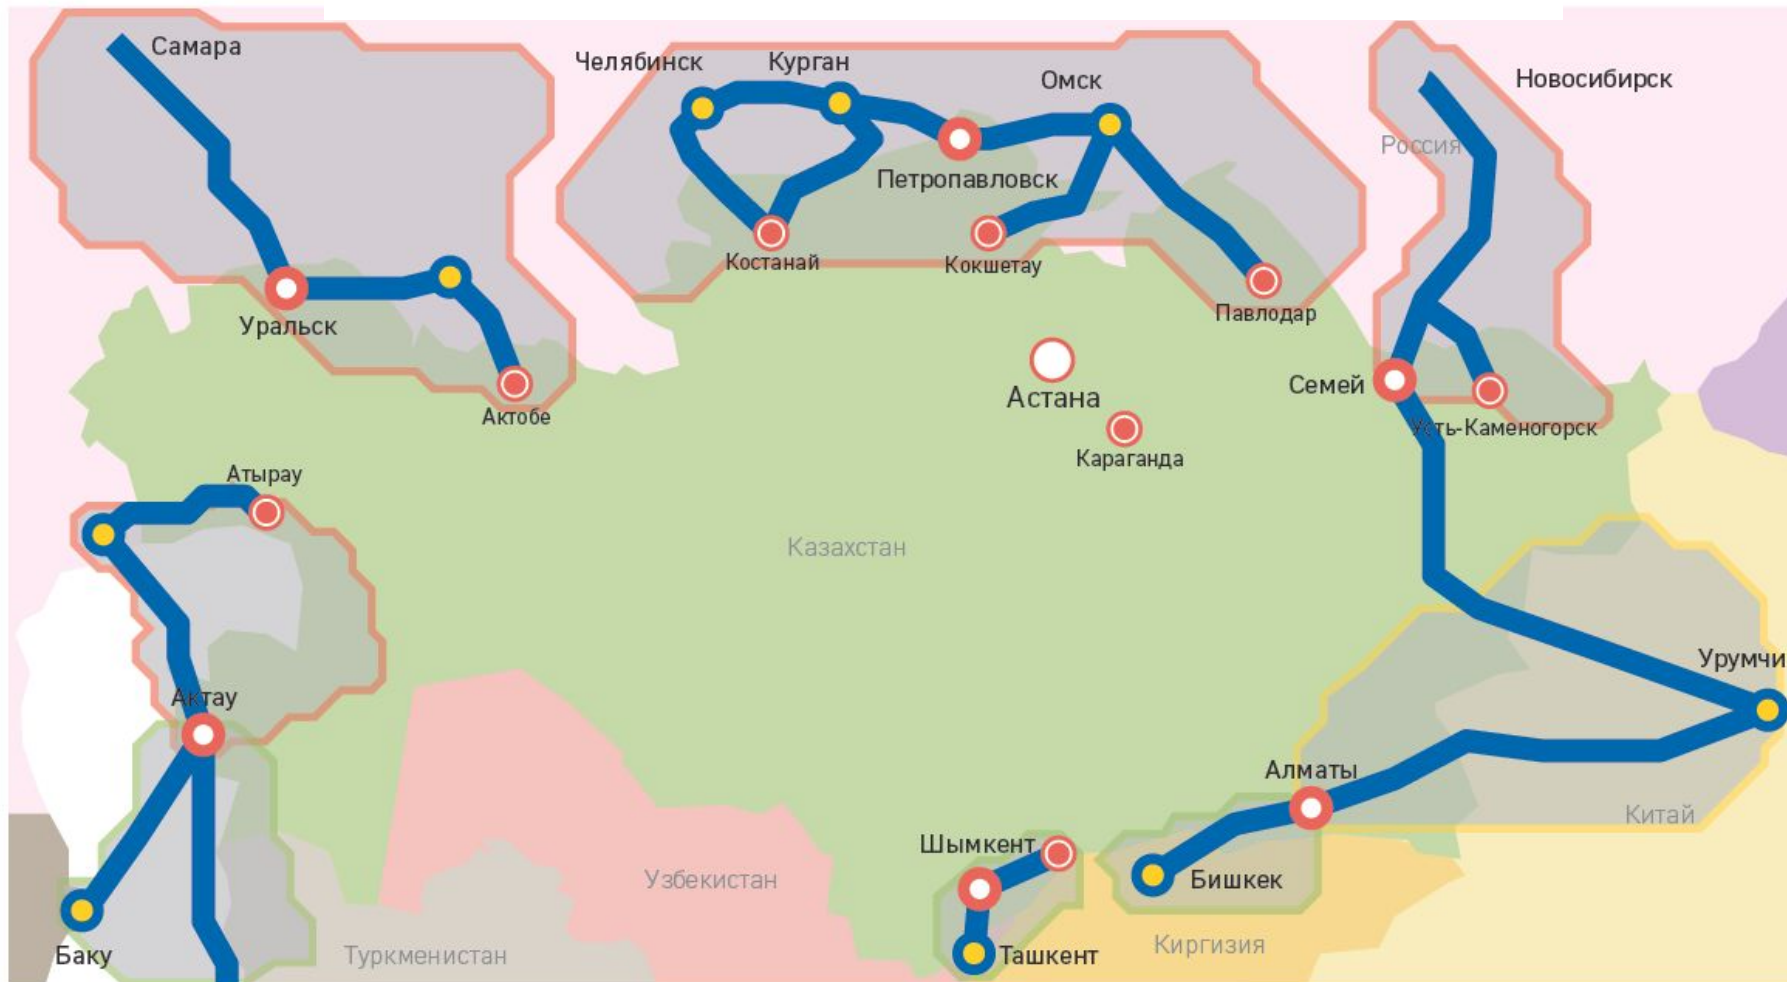 Самара
Челябинск
Курган
Омск
Новосибирск
Россия
Петропавловск
Костанай
Кокшетау
Павлодар
Уральск
Актобе
Астана
Семей
Усть-Каменогорск
Караганда
Атырау
Казахстан
Урумчи
Актау
Алматы
Китай
Шымкент
Узбекистан
Бишкек
Киргизия
Баку
Туркменистан
Ташкент